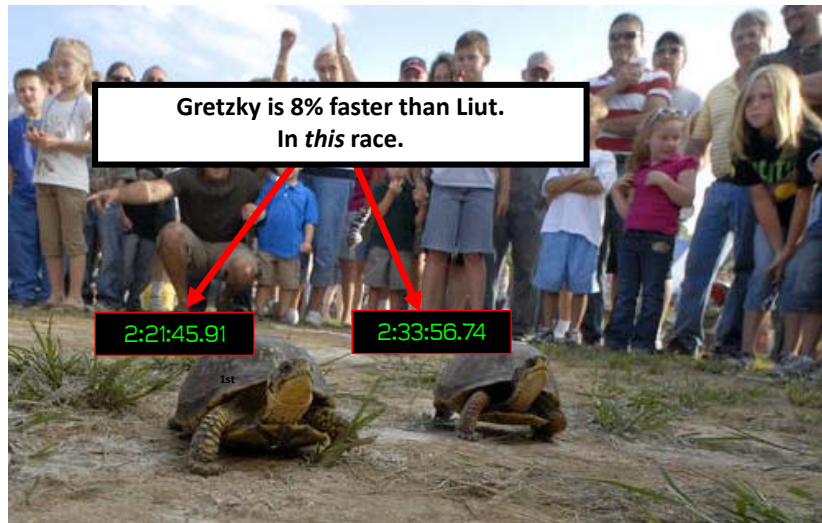 Gretzky is 8% faster than Liut.
In this race.
2:21:45.91
2:33:56.74
1st